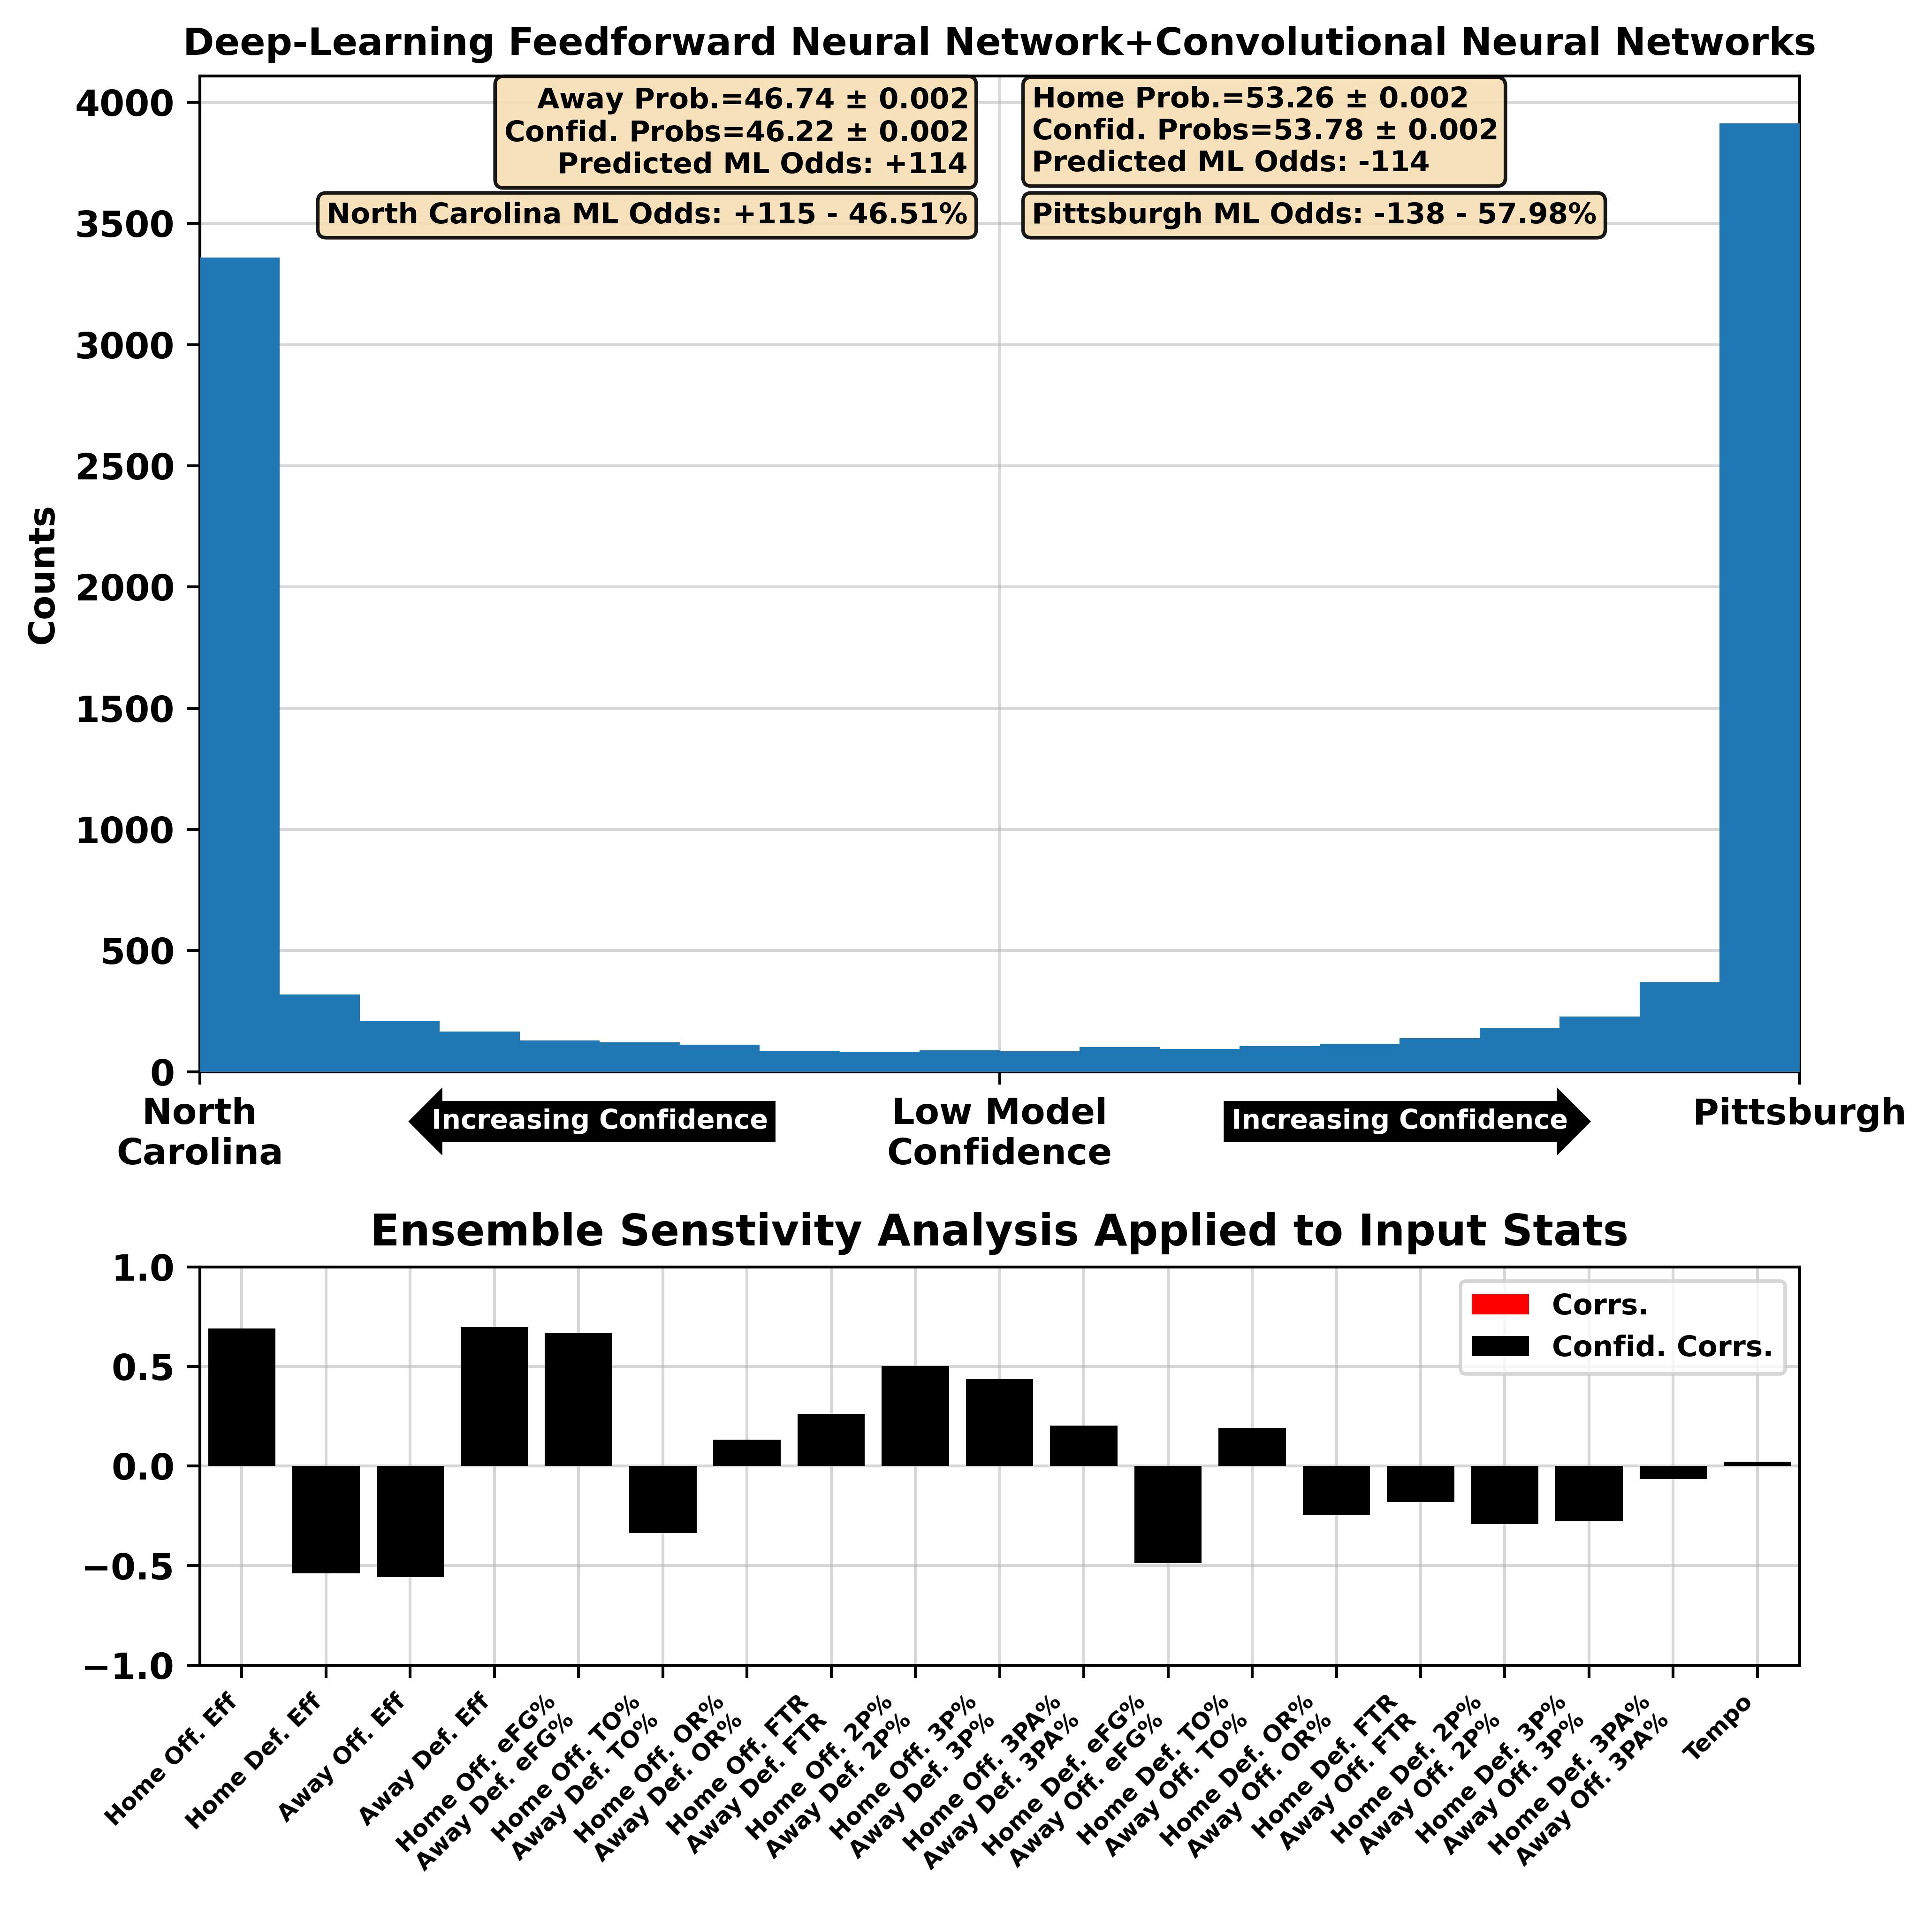 Deep-Learning Feedforward Neural Network+Convolutional Neural Networks
Away Prob.=46.74 ± 0.002
Confid. Probs=46.22 ± 0.002
Predicted ML Odds: +114
Home Prob.=53.26 ± 0.002
Confid. Probs=53.78 ± 0.002
Predicted ML Odds: -114
North Carolina ML Odds: +115 - 46.51%
Pittsburgh ML Odds: -138 - 57.98%
Counts
4000
3500
3000
2500
2000
1500
1000
500
0
North
Carolina
Increasing Confidence
Low Model
Confidence
Increasing Confidence
Pittsburgh
Ensemble Senstivity Analysis Applied to Input Stats
1.0
0.5
0.0
−0.5
−1.0
Corrs.
Confid. Corrs.
Home Off. Eff
Home Def. Eff
Away Off. Eff
Away Def. Eff
Home Off. eFG%
Away Def. eFG%
Home Off. TO%
Away Def. TO%
Home Off. OR%
Away Def. OR%
Home Off. FTR
Away Def. FTR
Home Off. 2P%
Away Def. 2P%
Home Off. 3P%
Away Def. 3P%
Home Off. 3PA%
Away Def. 3PA%
Home Def. eFG%
Away Off. eFG%
Home Def. TO%
Away Off. TO%
Home Def. OR%
Away Off. OR%
Home Def. FTR
Away Off. FTR
Home Def. 2P%
Away Off. 2P%
Home Def. 3P%
Away Off. 3P%
Home Def. 3PA%
Away Off. 3PA%
Tempo